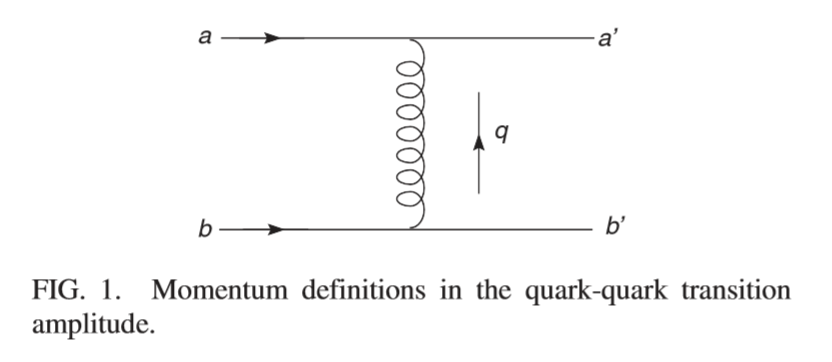 a
a'
q
b
b'
FIG. 1. Momentum definitions in the quark-quark transition
amplitude.